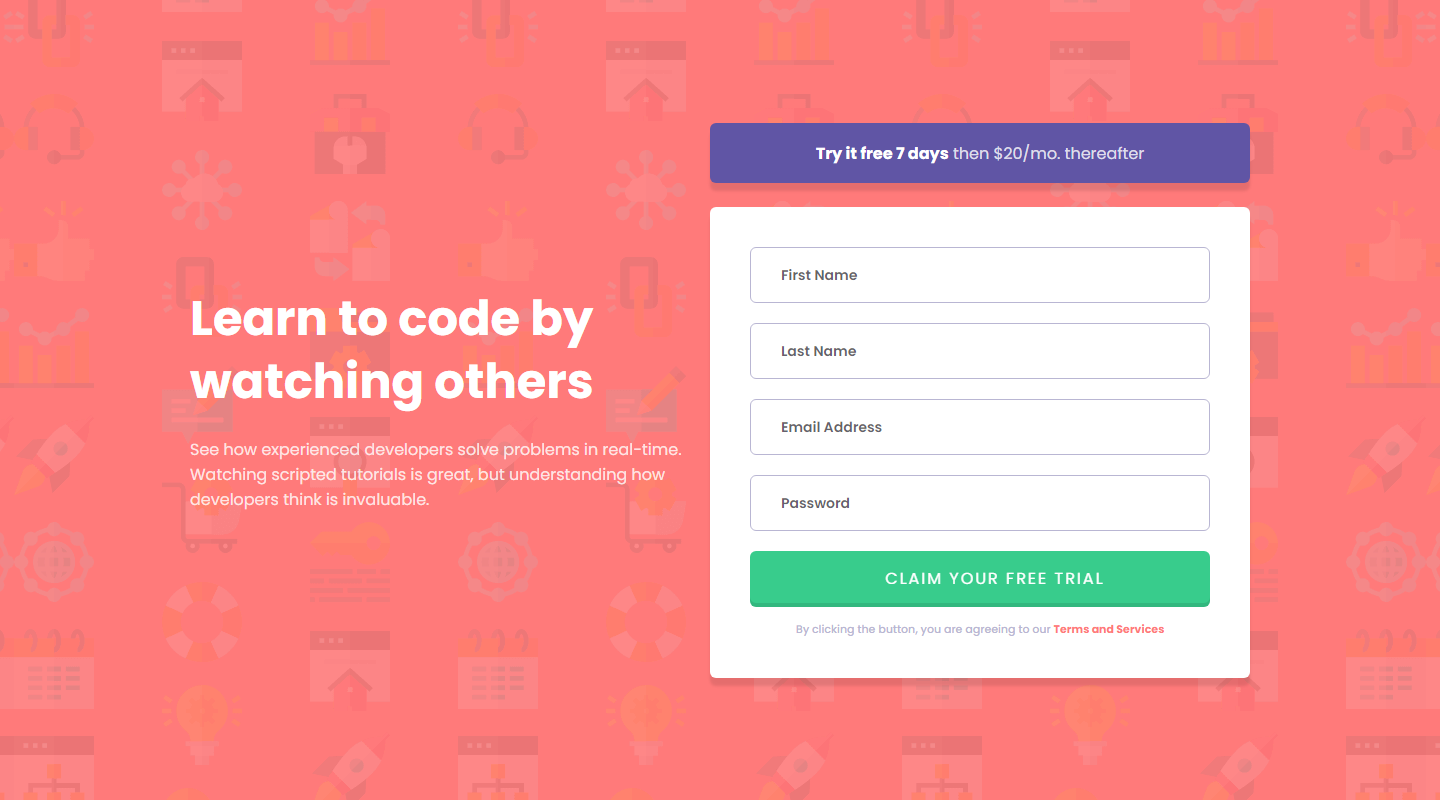 Learn to code by
watching others
See how experienced developers solve problems in real-time.
Watching scripted tutorials is great, but understanding how
developers think is invaluable.
Try it free 7 days then $20/mo. thereafter
First Name
Last Name
Email Address
Password
CLAIM YOUR FREE TRIAL
By clicking the button, you are agreeing to our Terms and Services